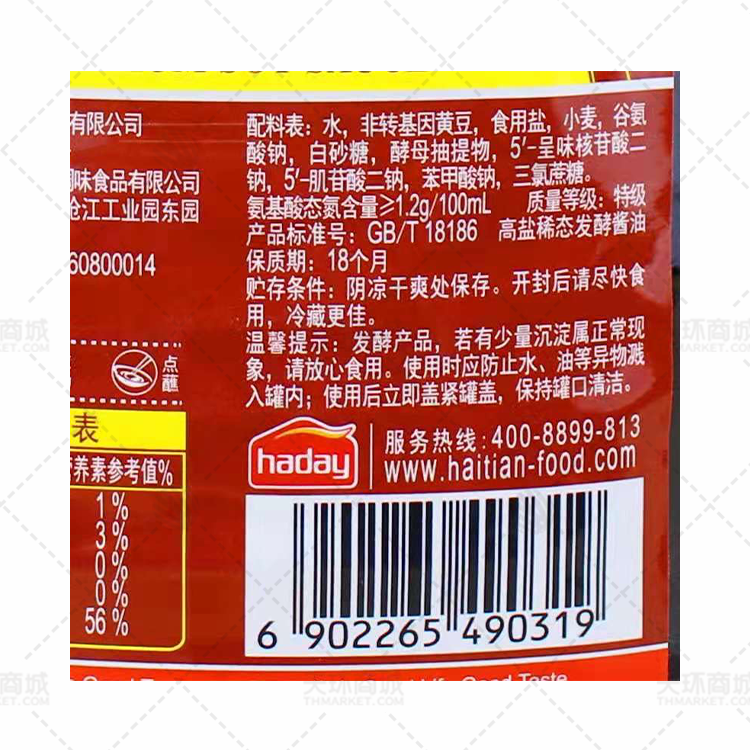 有限公司
味食品有限公司
沧江工业园东园
60800014
点
蘸
表
营养素参考值%
1%
3%
0%
0%
56%
配料表：水，非转基因黄豆，食用盐，小麦，谷氨
酸钠，白砂糖，酵母抽提物，5′-呈味核苷酸二
钠，5′-肌苷酸二钠，苯甲酸钠，三氯蔗糖。
氨基酸态氮含量≥1.2g/100mL 质量等级：特级
产品标准号：GB/T 18186 高盐稀态发酵酱油
保质期：18个月
贮存条件：阴凉干爽处保存。开封后请尽快食
用，冷藏更佳。
温馨提示：发酵产品，若有少量沉淀属正常现
象，请放心食用。使用时应防止水、油等异物溅
入罐内；使用后立即盖紧罐盖，保持罐口清洁。
haday
服务热线：400-8899-813
www.haitian-food.com
6 902265 490319
Good Taste
天环商城
THMARKET.COM